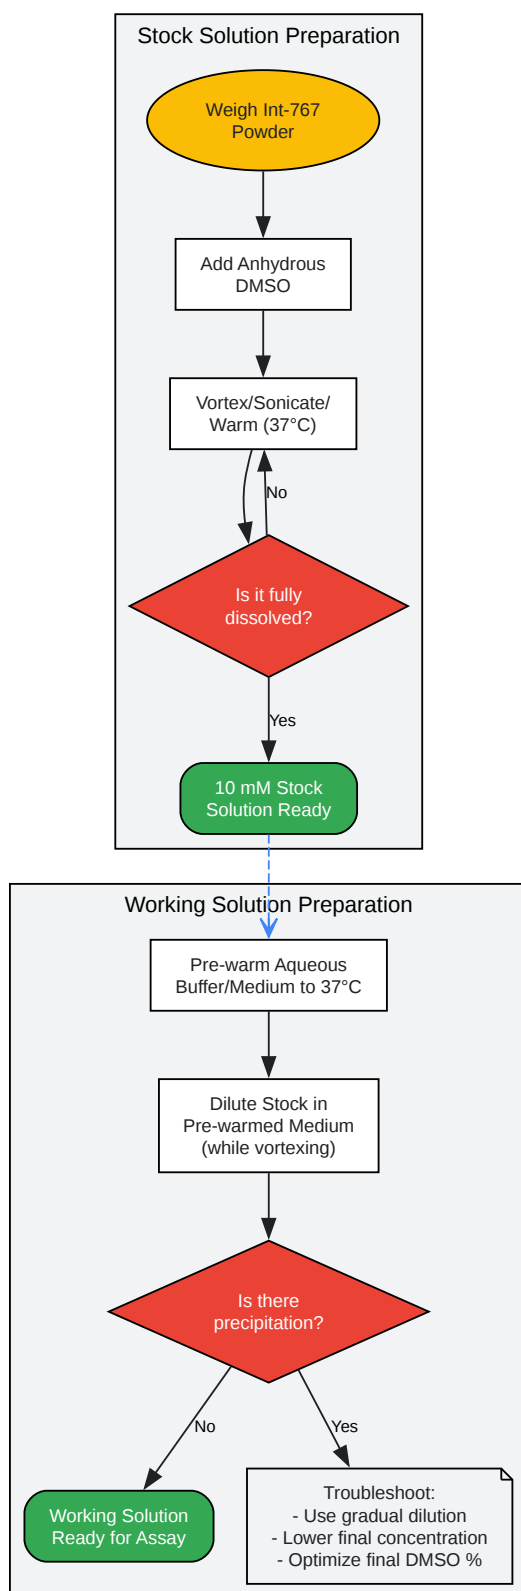 Stock Solution Preparation
Weigh Int-767
Powder
Add Anhydrous
DMSO
Vortex/Sonicate/
Warm (37°C)
No
Is it fully
dissolved?
Yes
10 mM Stock
Solution Ready
Working Solution Preparation
Pre-warm Aqueous
Buffer/Medium to 37°C
Dilute Stock in
Pre-warmed Medium
(while vortexing)
Is there
precipitation?
No
Yes
Working Solution
Ready for Assay
Troubleshoot:
- Use gradual dilution
- Lower final concentration
- Optimize final DMSO %